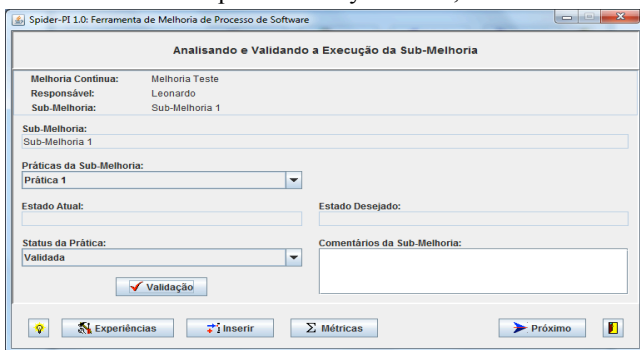 Spider-PI 1.0: Ferramenta de Melhoria de Processo de Software
Analisando e Validando a Execução da Sub-Melhoria
Melhoria Contínua: Melhoria Teste
Responsável: Leonardo
Sub-Melhoria: Sub-Melhoria 1
Sub-Melhoria:
Sub-Melhoria 1
Práticas da Sub-Melhoria:
Prática 1
Estado Atual: Estado Desejado:
Status da Prática: Comentários da Sub-Melhoria:
Validada
Validação
Experiências Inserir Σ Métricas Próximo